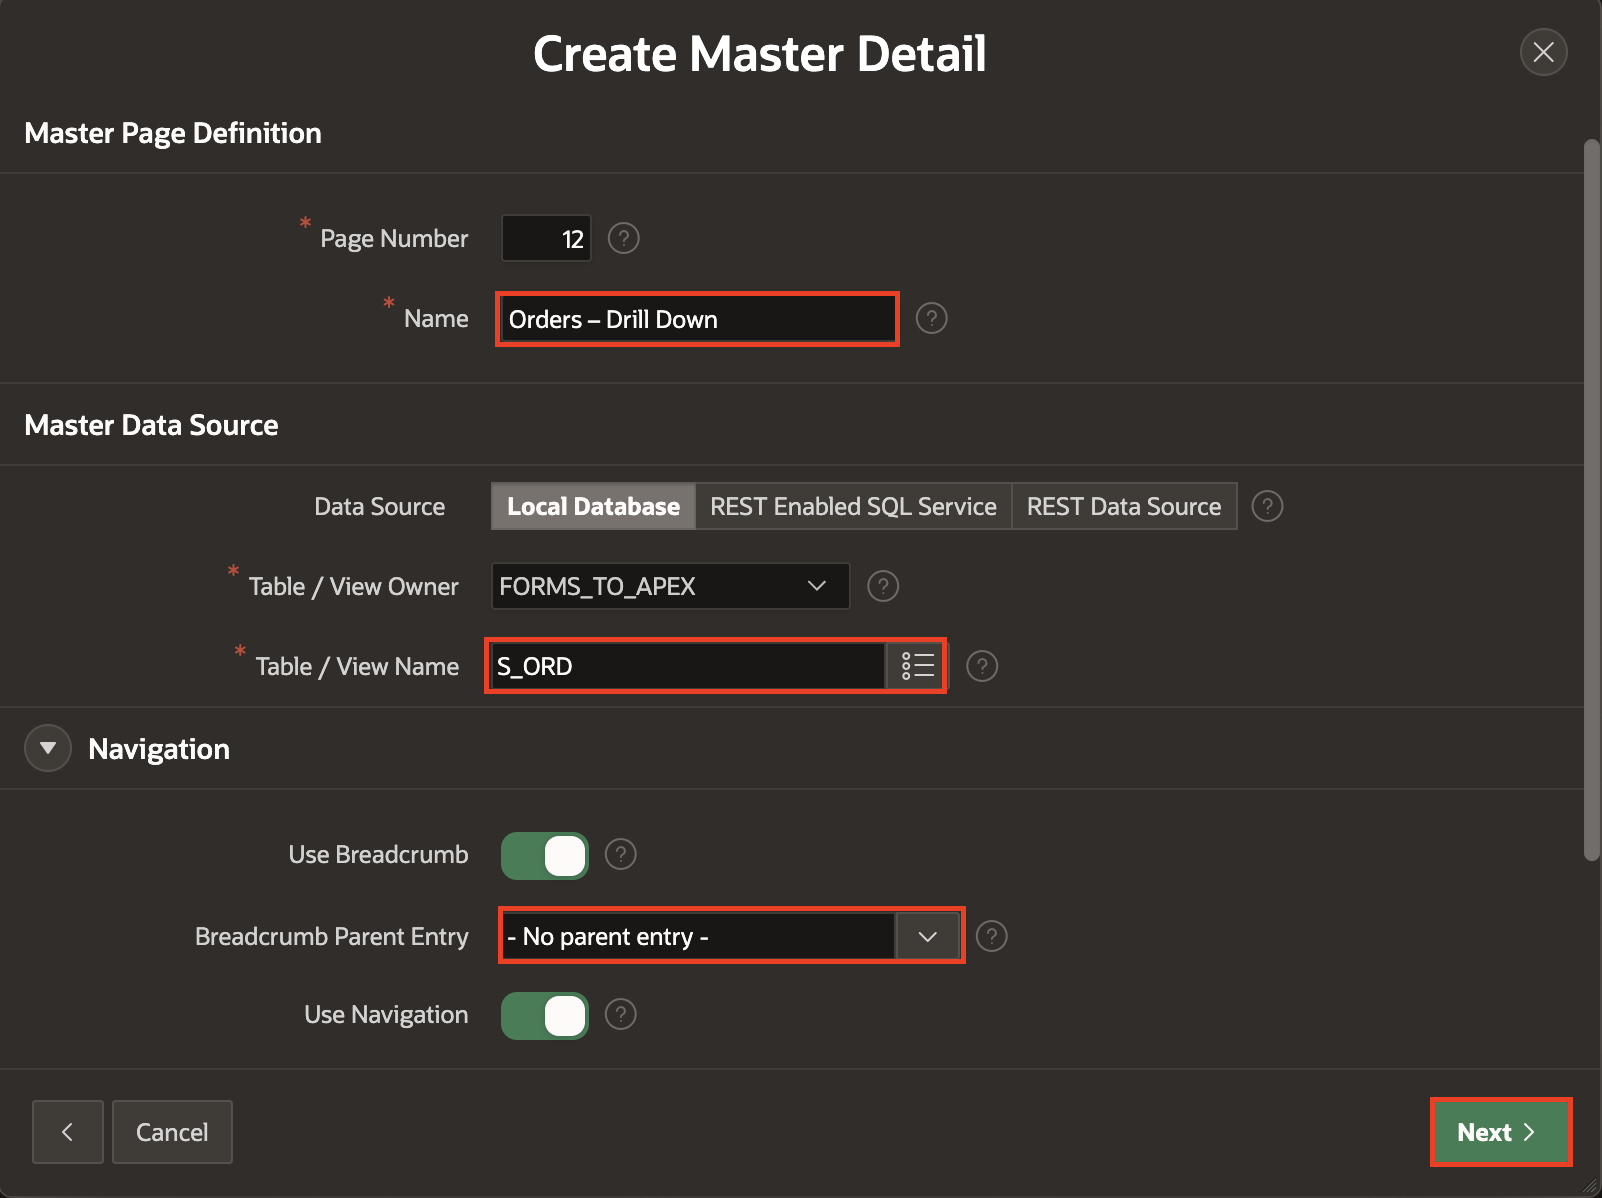 Create Master Detail
Master Page Definition
* Page Number 12 ?
* Name Orders – Drill Down ?
Master Data Source
Data Source Local Database REST Enabled SQL Service REST Data Source ?
* Table / View Owner FORMS_TO_APEX ?
* Table / View Name S_ORD ?
Navigation
Use Breadcrumb ?
Breadcrumb Parent Entry - No parent entry - ?
Use Navigation ?
Cancel Next